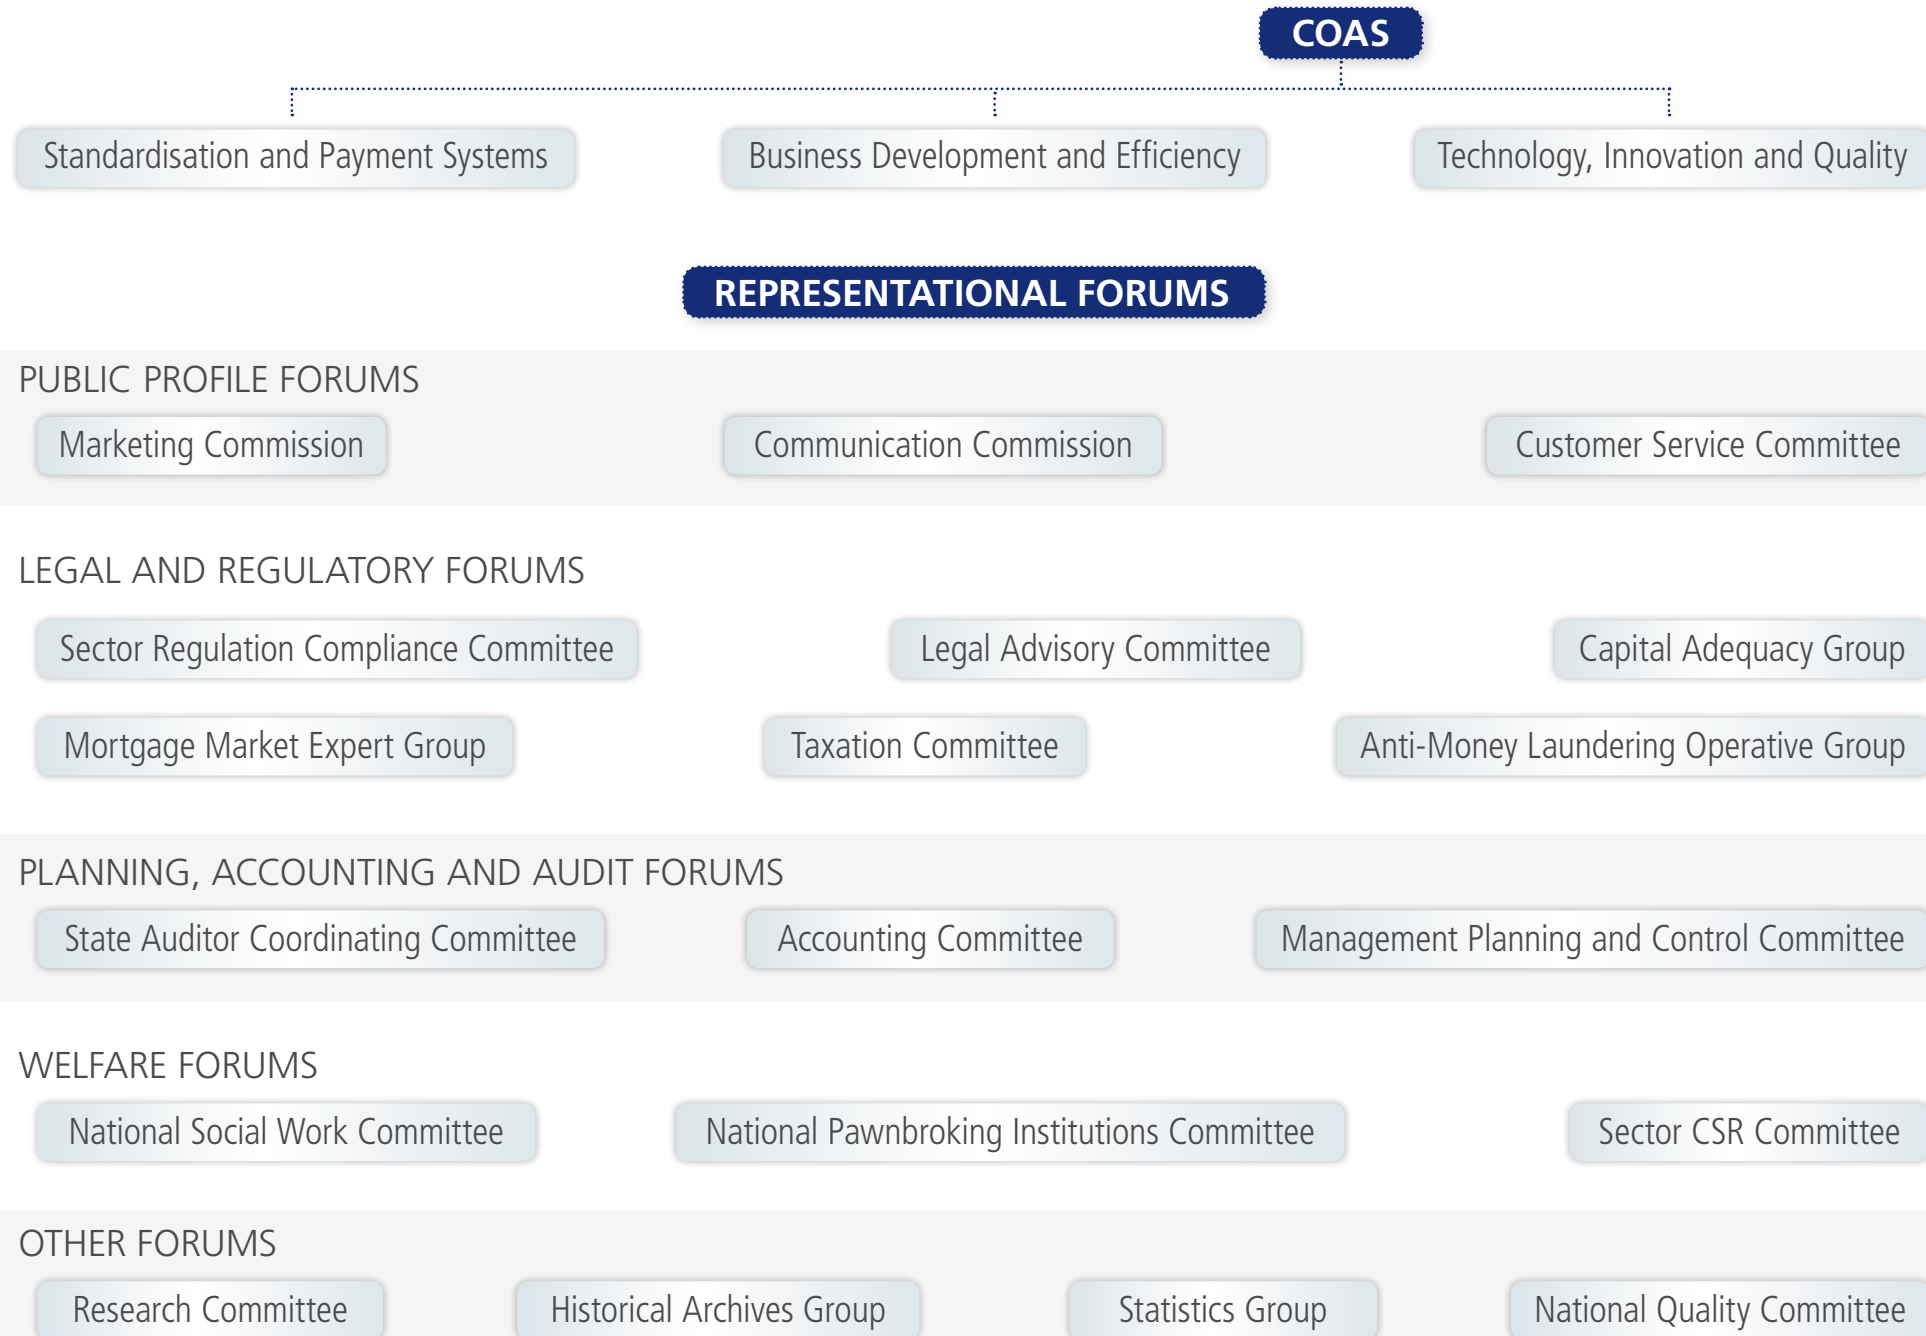 COAS
Standardisation and Payment Systems
Business Development and Efficiency
Technology, Innovation and Quality
REPRESENTATIONAL FORUMS
PUBLIC PROFILE FORUMS
Marketing Commission
Communication Commission
Customer Service Committee
LEGAL AND REGULATORY FORUMS
Sector Regulation Compliance Committee
Legal Advisory Committee
Capital Adequacy Group
Mortgage Market Expert Group
Taxation Committee
Anti-Money Laundering Operative Group
PLANNING, ACCOUNTING AND AUDIT FORUMS
State Auditor Coordinating Committee
Accounting Committee
Management Planning and Control Committee
WELFARE FORUMS
National Social Work Committee
National Pawnbroking Institutions Committee
Sector CSR Committee
OTHER FORUMS
Research Committee
Historical Archives Group
Statistics Group
National Quality Committee